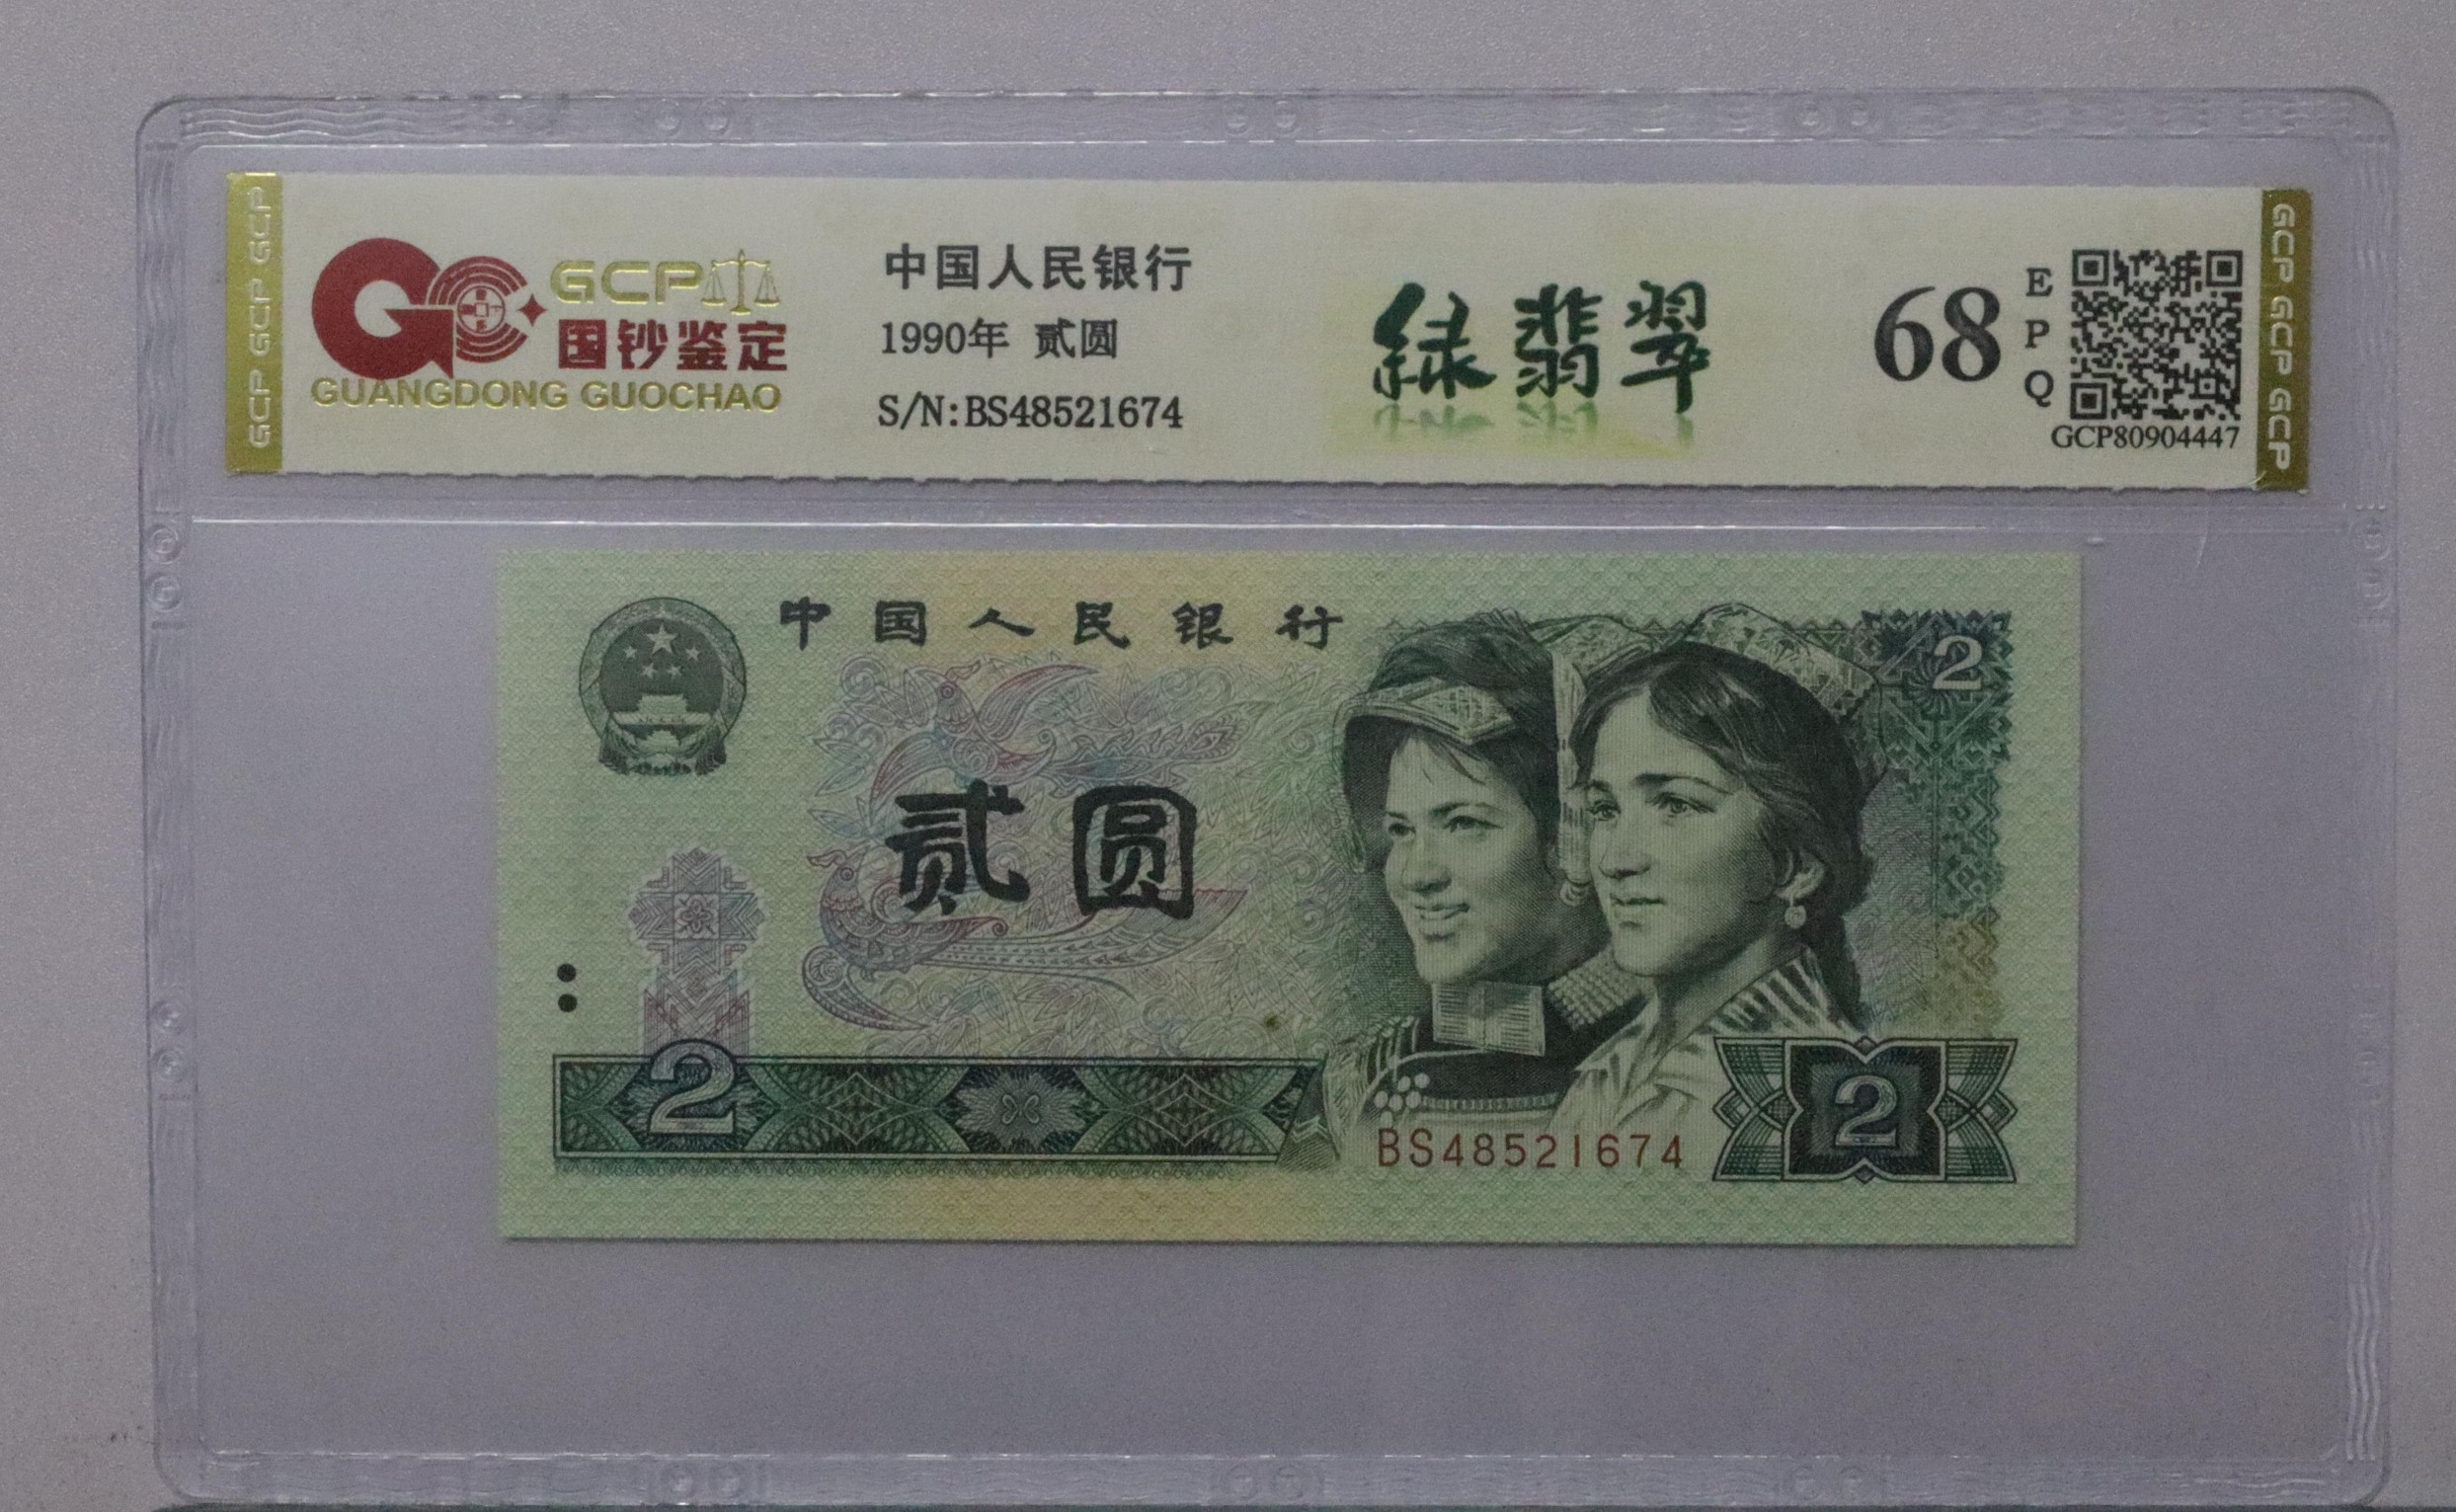 GCP GCP GCP
GCP
国钞鉴定
GUANGDONG GUOCHAO
中国人民银行
1990年 贰圆
S/N:BS48521674
绿翡翠
68
E
P
Q
GCP80904447
GCP GCP GCP
中国人民银行
2
贰圆
2
BS48521674
2